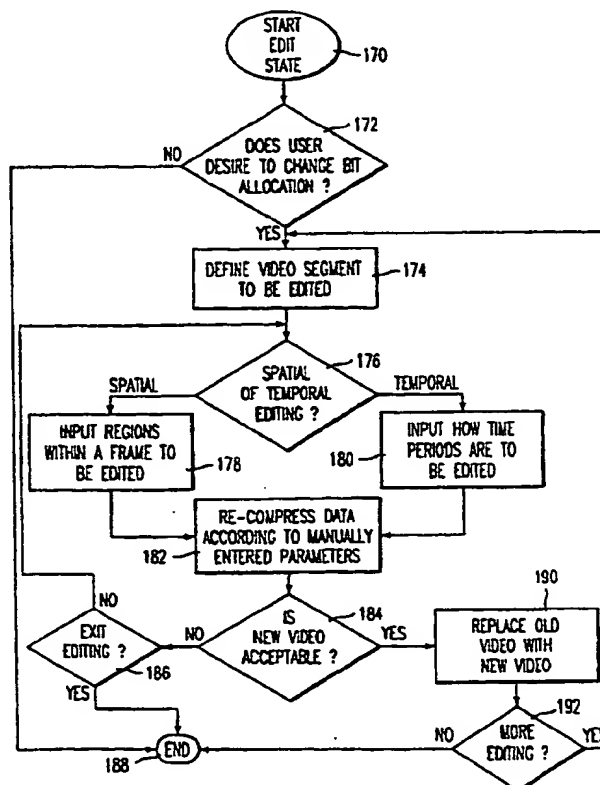 START
EDIT
STATE
170
172
NO
DOES USER
DESIRE TO CHANGE BIT
ALLOCATION ?
YES
DEFINE VIDEO SEGMENT
TO BE EDITED
174
176
SPATIAL
SPATIAL
OF TEMPORAL
EDITING ?
TEMPORAL
INPUT REGIONS
WITHIN A FRAME TO
BE EDITED
178
180
INPUT HOW TIME
PERIODS ARE TO
BE EDITED
RE-COMPRESS DATA
ACCORDING TO MANUALLY
ENTERED PARAMETERS
182
184
190
NO
EXIT
EDITING ?
186
YES
NO
IS
NEW VIDEO
ACCEPTABLE ?
YES
REPLACE OLD
VIDEO WITH
NEW VIDEO
192
END
188
NO
MORE
EDITING ?
YES